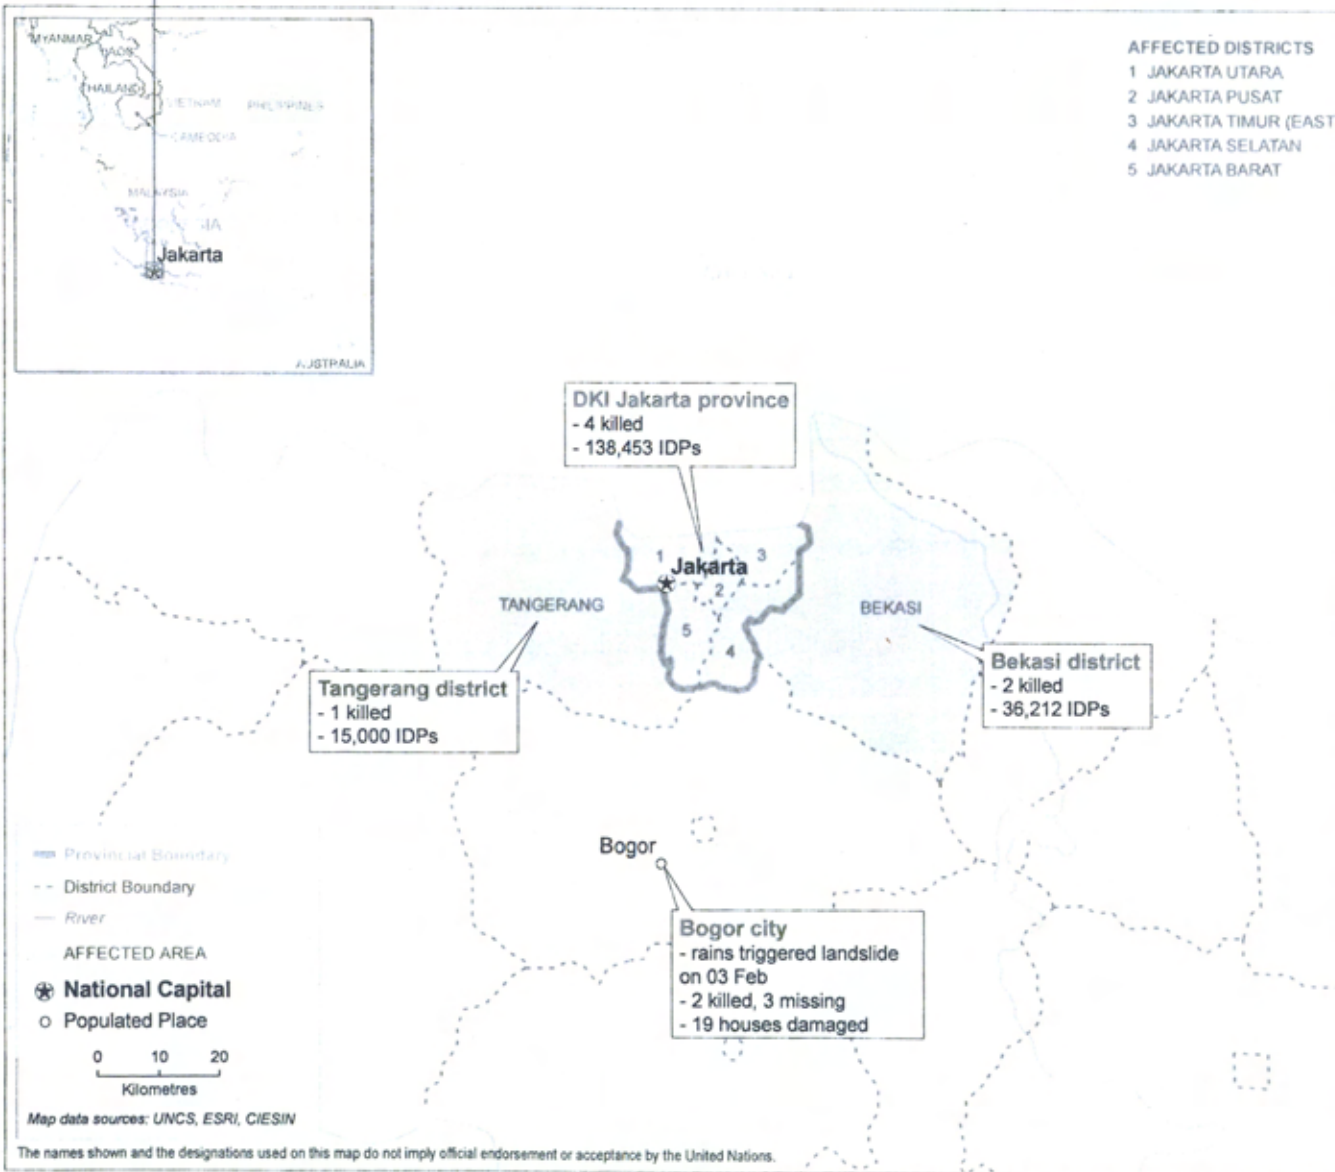 MYANMAR
LAOS
THAILAND
VIETNAM
PHILIPPINES
CAMBODIA
MALAYSIA
Jakarta
AUSTRALIA
AFFECTED DISTRICTS
1 JAKARTA UTARA
2 JAKARTA PUSAT
3 JAKARTA TIMUR (EAST
4 JAKARTA SELATAN
5 JAKARTA BARAT
DKI Jakarta province
- 4 killed
- 138,453 IDPs
1
3
Jakarta
2
TANGERANG
BEKASI
5
4
Tangerang district
- 1 killed
- 15,000 IDPs
Bekasi district
- 2 killed
- 36,212 IDPs
Bogor
Bogor city
- rains triggered landslide
on 03 Feb
- 2 killed, 3 missing
- 19 houses damaged
Provincial Boundary
District Boundary
River
AFFECTED AREA
National Capital
Populated Place
0 10 20
Kilometres
Map data sources: UNCS, ESRI, CIESIN
The names shown and the designations used on this map do not imply official endorsement or acceptance by the United Nations.